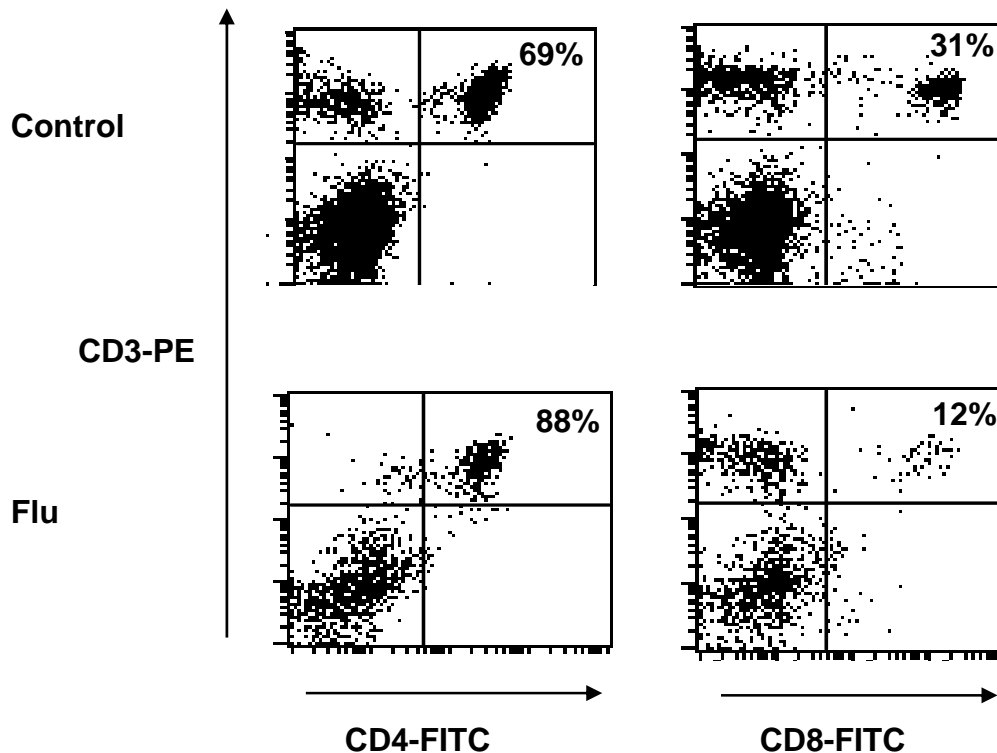 69%
31%
Control
CD3-PE
88%
12%
Flu
CD4-FITC
CD8-FITC